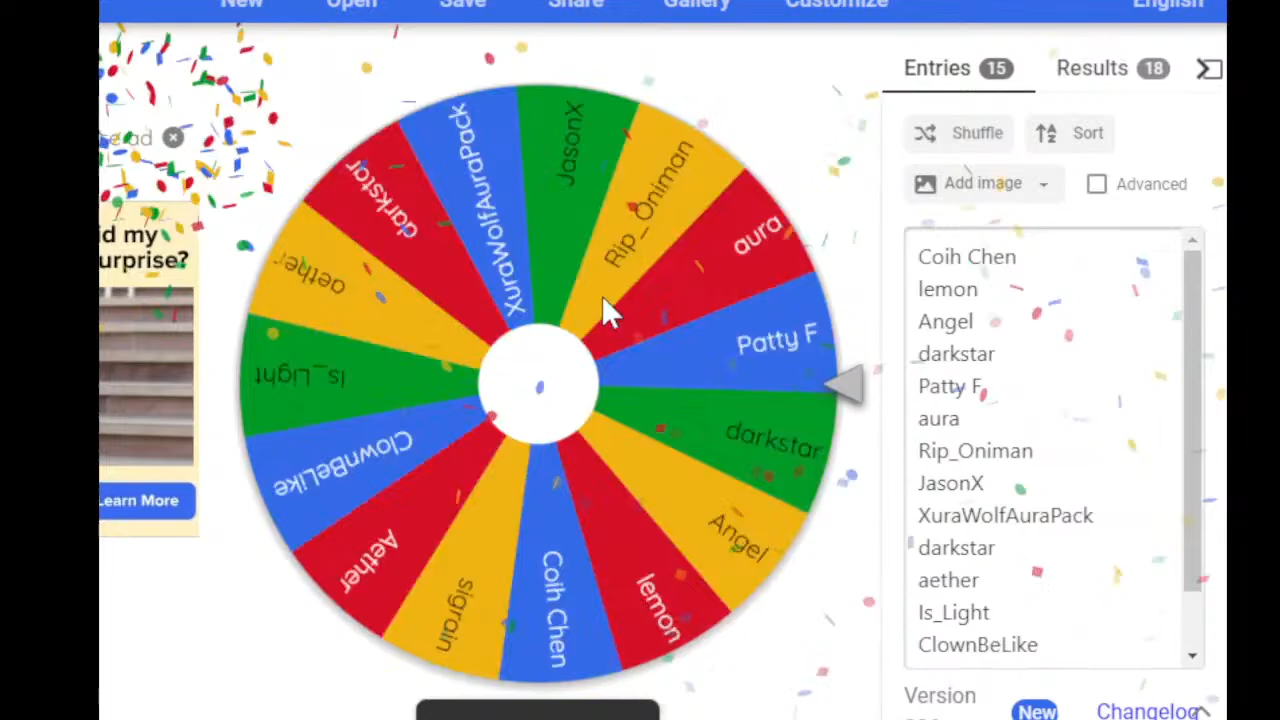 New Open Save Share Gallery Customize English
Entries 15 Results 18
Shuffle Sort
Add image Advanced
ad
id my
urprise?
Learn More
JasonX
Rip_Oniman
aura
Patty F
darkstar
Angel
lemon
Coih Chen
sigrain
Aether
ClownBeLike
Is_Light
aether
darkstar
XuraWolfAuraPack
Coih Chen
lemon
Angel
darkstar
Patty F
aura
Rip_Oniman
JasonX
XuraWolfAuraPack
darkstar
aether
Is_Light
ClownBeLike
Version
New Changelog